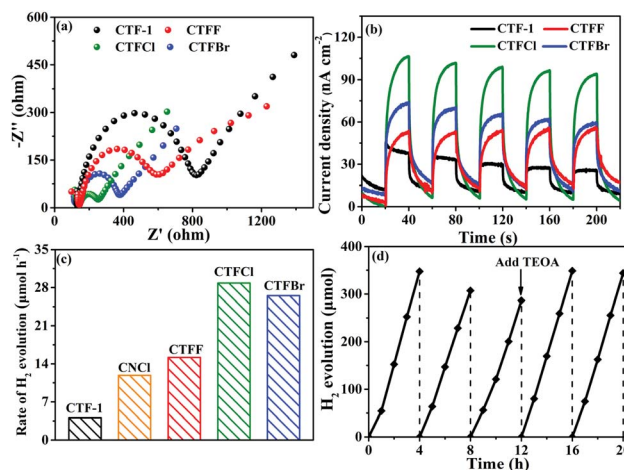 (a)
CTF-1
CTFF
CTFCl
CTFBr
-Z'' (ohm)
600
450
300
150
0
0
400
800
1200
Z' (ohm)
(b)
CTF-1
CTFF
CTFCl
CTFBr
Current density (nA cm⁻²)
120
90
60
30
0
0
40
80
120
160
200
Time (s)
(c)
Rate of H₂ evolution (μmol h⁻¹)
35
28
21
14
7
0
CTF-1
CNCl
CTFF
CTFCl
CTFBr
(d)
Add TEOA
H₂ evolution (μmol)
400
300
200
100
0
0
4
8
12
16
20
Time (h)